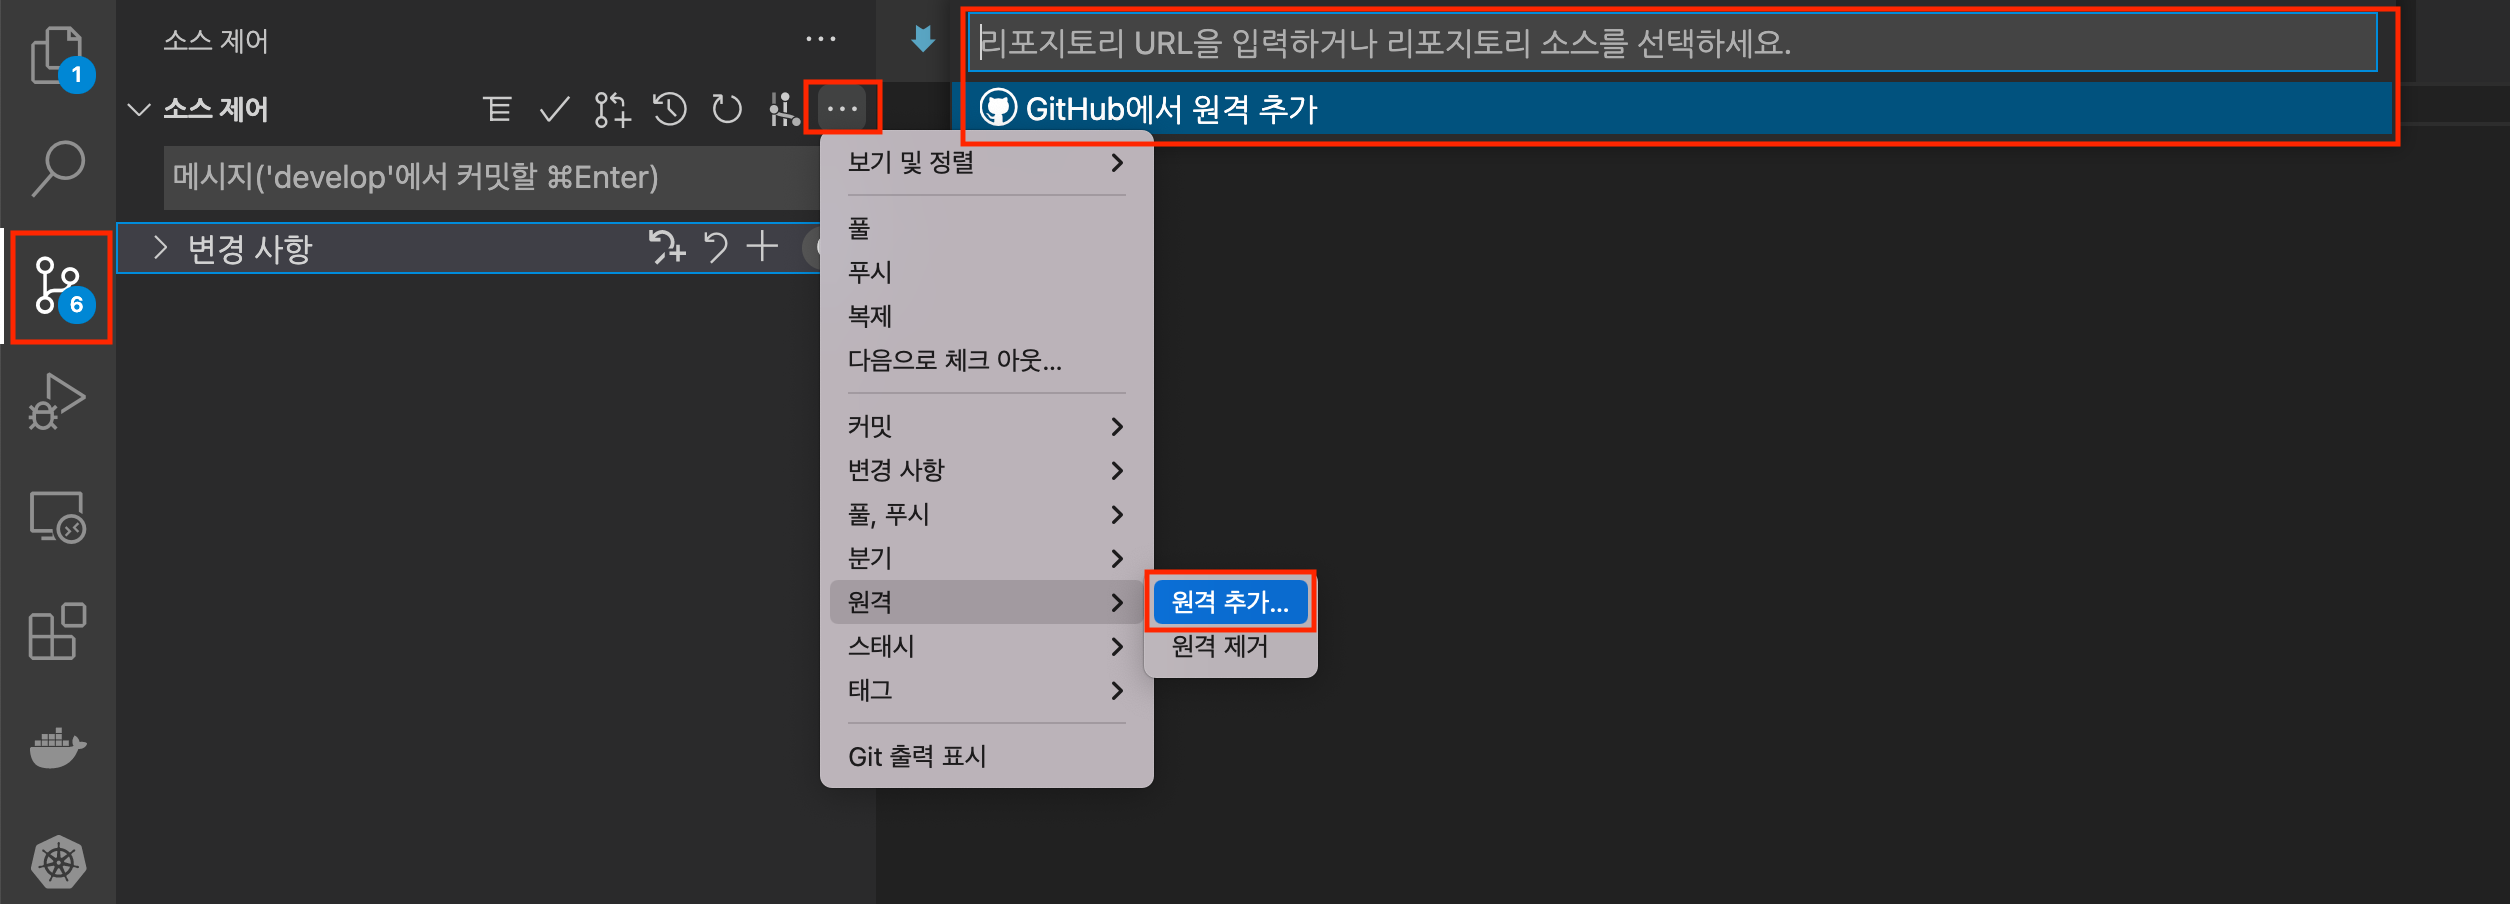 1
6
소스 제어
소스 제어
메시지('develop'에서 커밋할 ⌘Enter)
변경 사항
리포지토리 URL을 입력하거나 리포지토리 소스를 선택하세요.
GitHub에서 원격 추가
보기 및 정렬
풀
푸시
복제
다음으로 체크 아웃...
커밋
변경 사항
풀, 푸시
분기
원격
스태시
태그
Git 출력 표시
원격 추가...
원격 제거